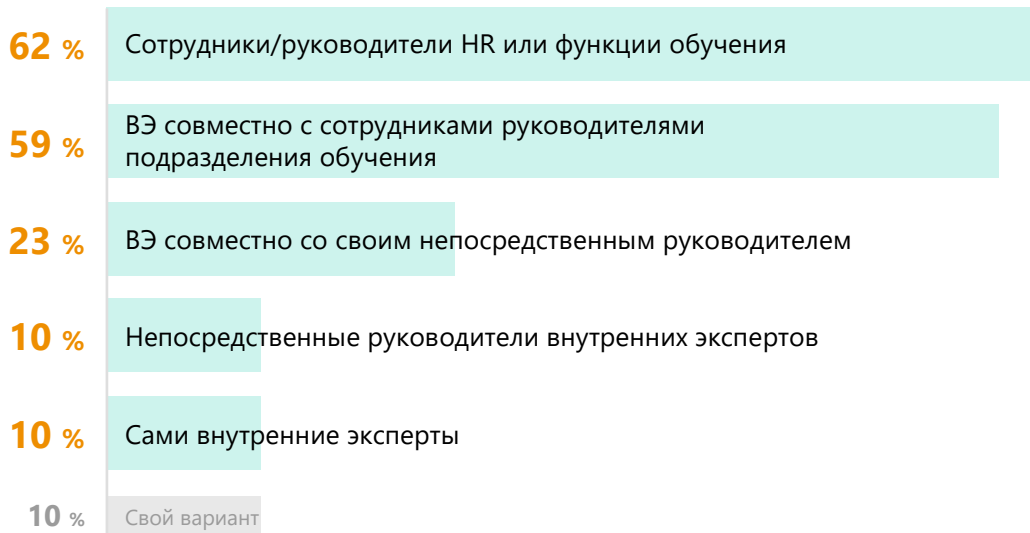 62 % Сотрудники/руководители HR или функции обучения
59 % ВЭ совместно с сотрудниками руководителями
подразделения обучения
23 % ВЭ совместно со своим непосредственным руководителем
10 % Непосредственные руководители внутренних экспертов
10 % Сами внутренние эксперты
10 % Свой вариант